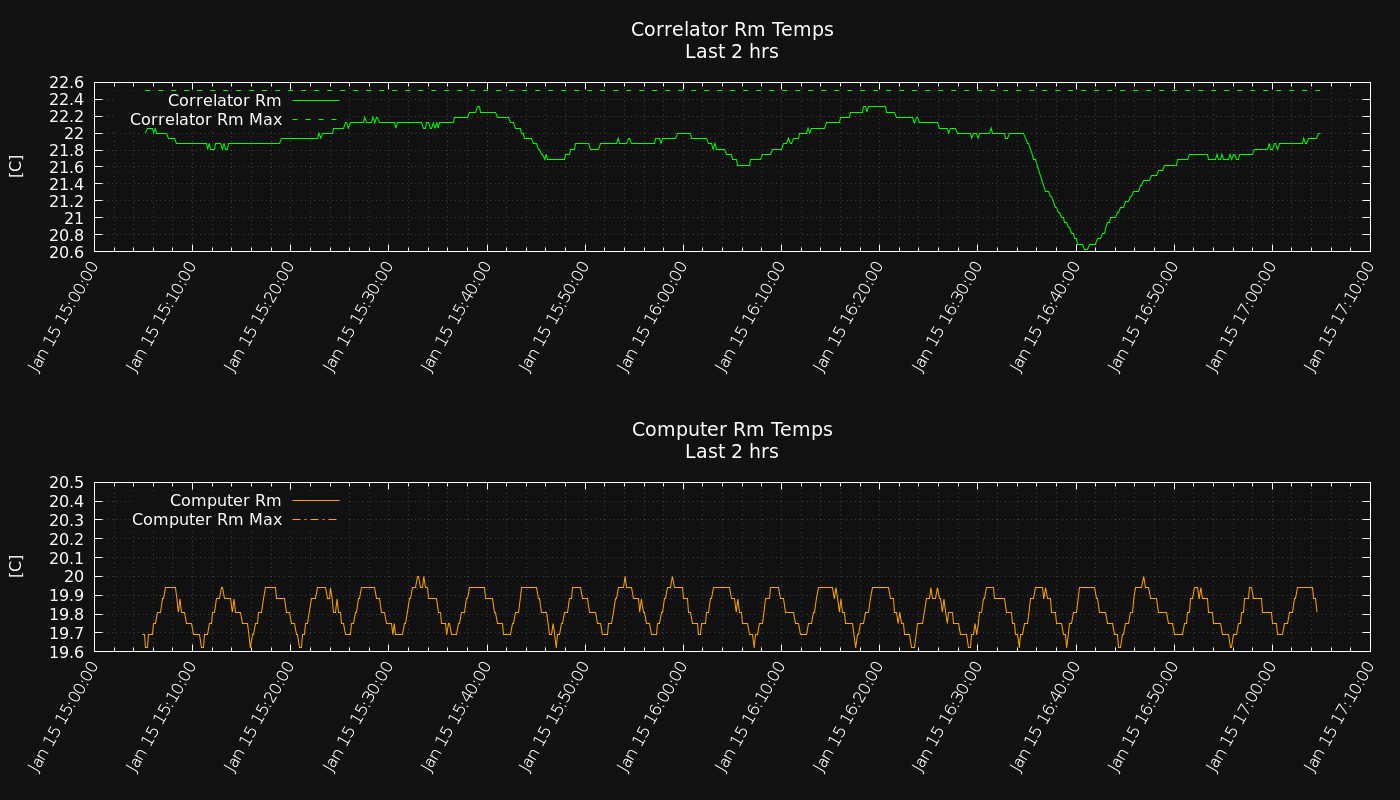 Correlator Rm Temps
Last 2 hrs
22.6
22.4
22.2
22
21.8
21.6
21.4
21.2
21
20.8
20.6
[C]
Correlator Rm
Correlator Rm Max
Jan 15 15:00:00
Jan 15 15:10:00
Jan 15 15:20:00
Jan 15 15:30:00
Jan 15 15:40:00
Jan 15 15:50:00
Jan 15 16:00:00
Jan 15 16:10:00
Jan 15 16:20:00
Jan 15 16:30:00
Jan 15 16:40:00
Jan 15 16:50:00
Jan 15 17:00:00
Jan 15 17:10:00
Computer Rm Temps
Last 2 hrs
20.5
20.4
20.3
20.2
20.1
20
19.9
19.8
19.7
19.6
[C]
Computer Rm
Computer Rm Max
Jan 15 15:00:00
Jan 15 15:10:00
Jan 15 15:20:00
Jan 15 15:30:00
Jan 15 15:40:00
Jan 15 15:50:00
Jan 15 16:00:00
Jan 15 16:10:00
Jan 15 16:20:00
Jan 15 16:30:00
Jan 15 16:40:00
Jan 15 16:50:00
Jan 15 17:00:00
Jan 15 17:10:00